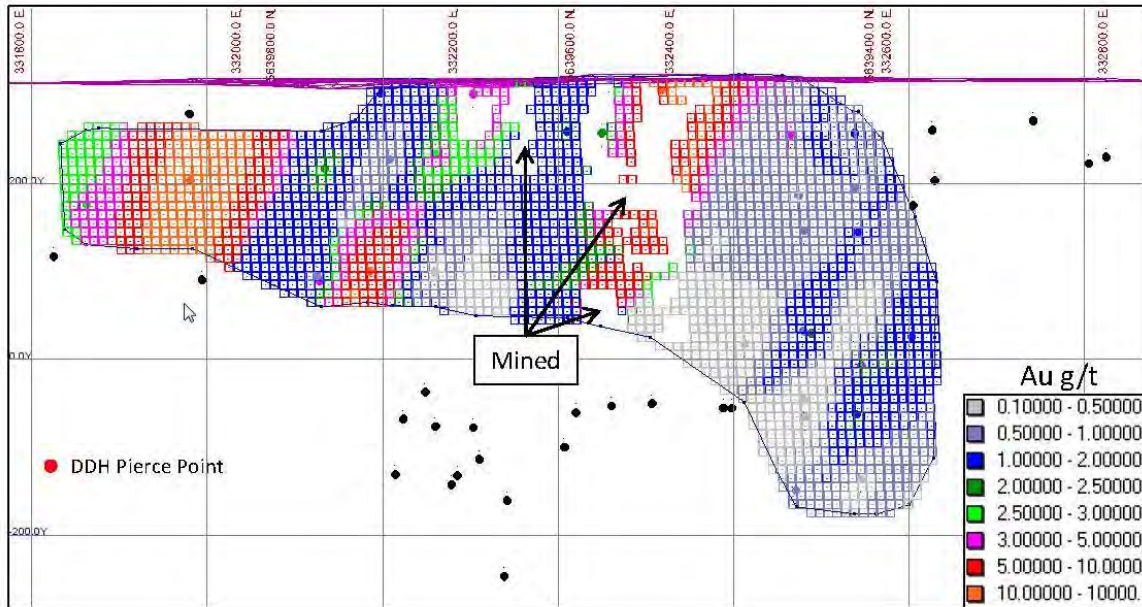 331800.0 E.
332000.0 E.
5639800.0 N.
332200.0 E.
5639600.0 N.
332400.0 E.
5639400.0 N.
332600.0 E.
332800.0 E.
200.0Y
0.0Y
-200.0Y
Mined
DDH Pierce Point
Au g/t
0.10000 - 0.50000
0.50000 - 1.00000
1.00000 - 2.00000
2.00000 - 2.50000
2.50000 - 3.00000
3.00000 - 5.00000
5.00000 - 10.0000
10.00000 - 10000.